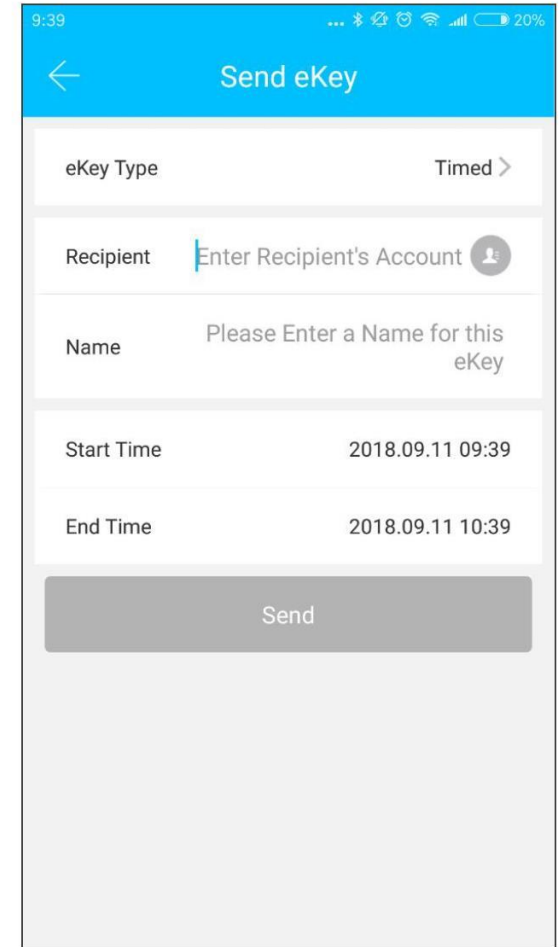 9:39 ... 20%
Send eKey
eKey Type Timed
Recipient Enter Recipient's Account
Name Please Enter a Name for this
eKey
Start Time 2018.09.11 09:39
End Time 2018.09.11 10:39
Send